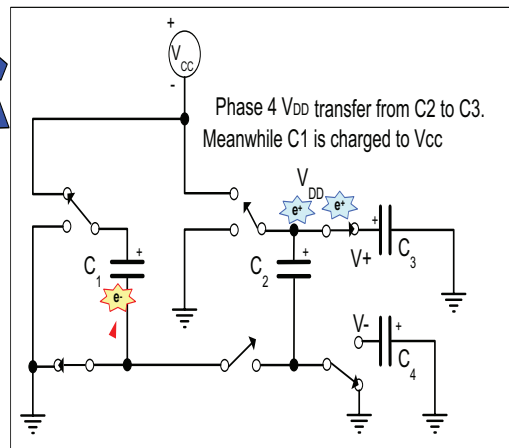 +
VCC
-
Phase 4 VDD transfer from C2 to C3.
Meanwhile C1 is charged to Vcc
VDD
e+
e+
+
V+
C3
+
C1
e-
+
C2
V-
+
C4